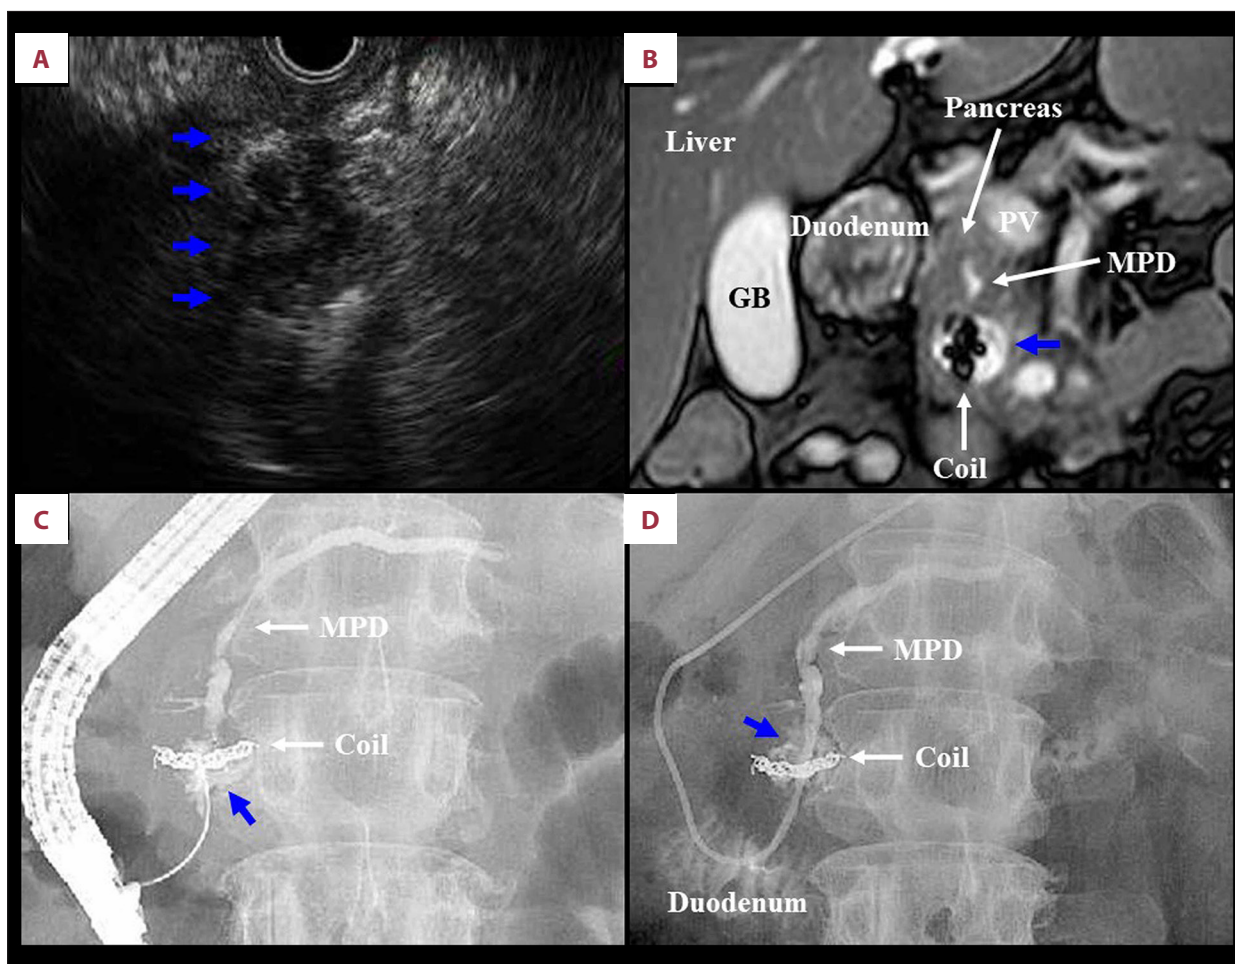 A
B
Pancreas
Liver
Duodenum
PV
MPD
GB
Coil
C
MPD
Coil
D
MPD
Coil
Duodenum